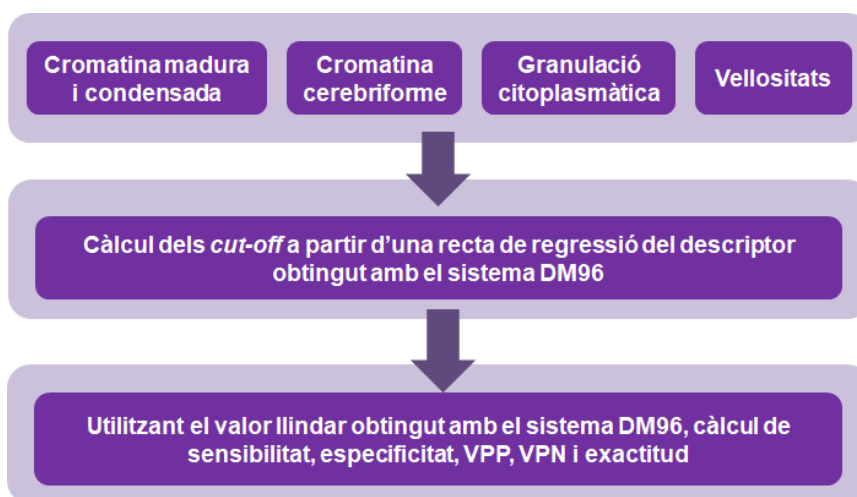 Cromatina madura
i condensada
Cromatina
cerebriforme
Granulació
citoplasmàtica
Vellositats
Càlcul dels cut-off a partir d'una recta de regressió del descriptor
obtingut amb el sistema DM96
Utilitzant el valor llindar obtingut amb el sistema DM96, càlcul de
sensibilitat, especificitat, VPP, VPN i exactitud